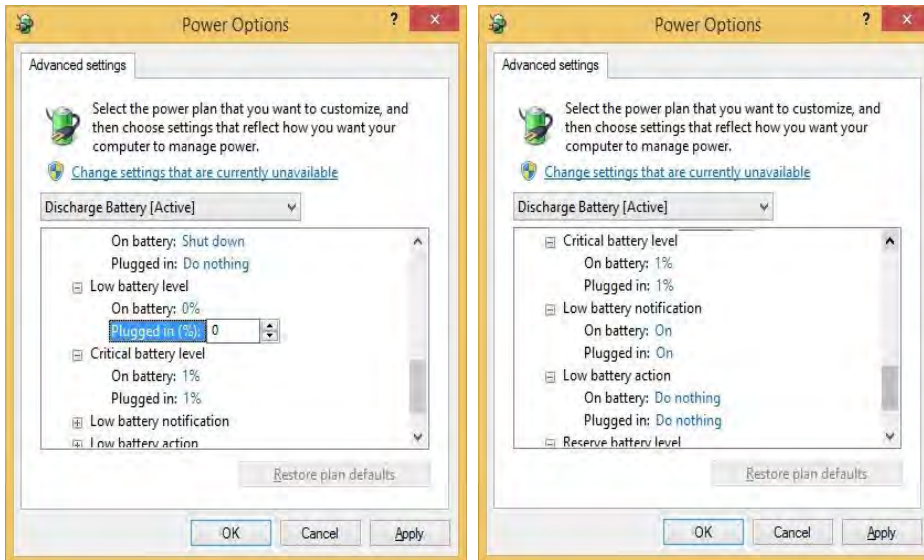 Power Options
?
×
Advanced settings
Select the power plan that you want to customize, and
then choose settings that reflect how you want your
computer to manage power.
Change settings that are currently unavailable
Discharge Battery [Active]
On battery: Shut down
Plugged in: Do nothing
Low battery level
On battery: 0%
Plugged in (%): 0
Critical battery level
On battery: 1%
Plugged in: 1%
Low battery notification
Low battery action
Restore plan defaults
OK
Cancel
Apply
Power Options
?
×
Advanced settings
Select the power plan that you want to customize, and
then choose settings that reflect how you want your
computer to manage power.
Change settings that are currently unavailable
Discharge Battery [Active]
Critical battery level
On battery: 1%
Plugged in: 1%
Low battery notification
On battery: On
Plugged in: On
Low battery action
On battery: Do nothing
Plugged in: Do nothing
Reserve battery level
Restore plan defaults
OK
Cancel
Apply